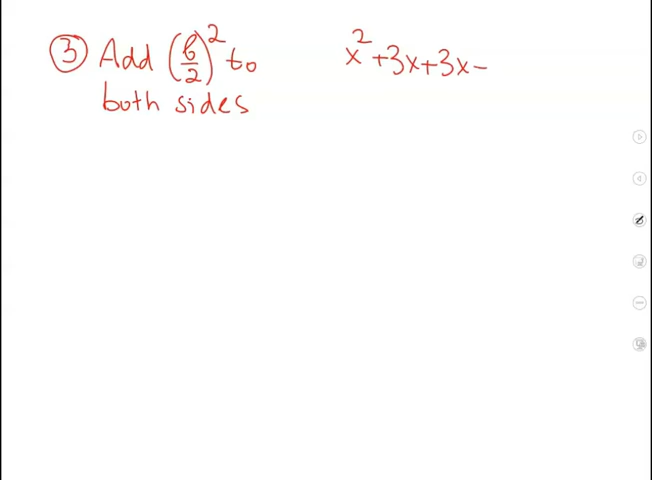 ③ Add (b/2)² to
both sides
x² + 3x + 3x –